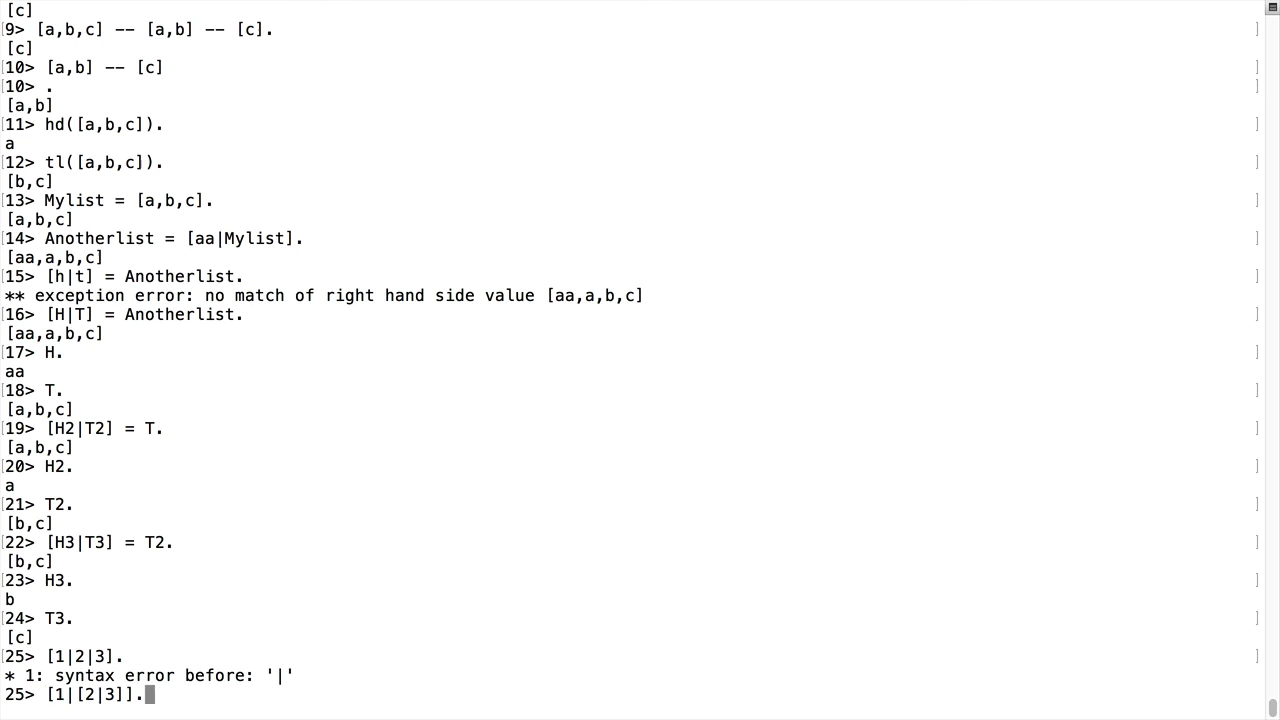 [c]
9> [a,b,c] -- [a,b] -- [c].
[c]
10> [a,b] -- [c]
10> .
[a,b]
11> hd([a,b,c]).
a
12> tl([a,b,c]).
[b,c]
13> Mylist = [a,b,c].
[a,b,c]
14> Anotherlist = [aa|Mylist].
[aa,a,b,c]
15> [h|t] = Anotherlist.
** exception error: no match of right hand side value [aa,a,b,c]
16> [H|T] = Anotherlist.
[aa,a,b,c]
17> H.
aa
18> T.
[a,b,c]
19> [H2|T2] = T.
[a,b,c]
20> H2.
a
21> T2.
[b,c]
22> [H3|T3] = T2.
[b,c]
23> H3.
b
24> T3.
[c]
25> [1|2|3].
* 1: syntax error before: '|'
25> [1|[2|3]].